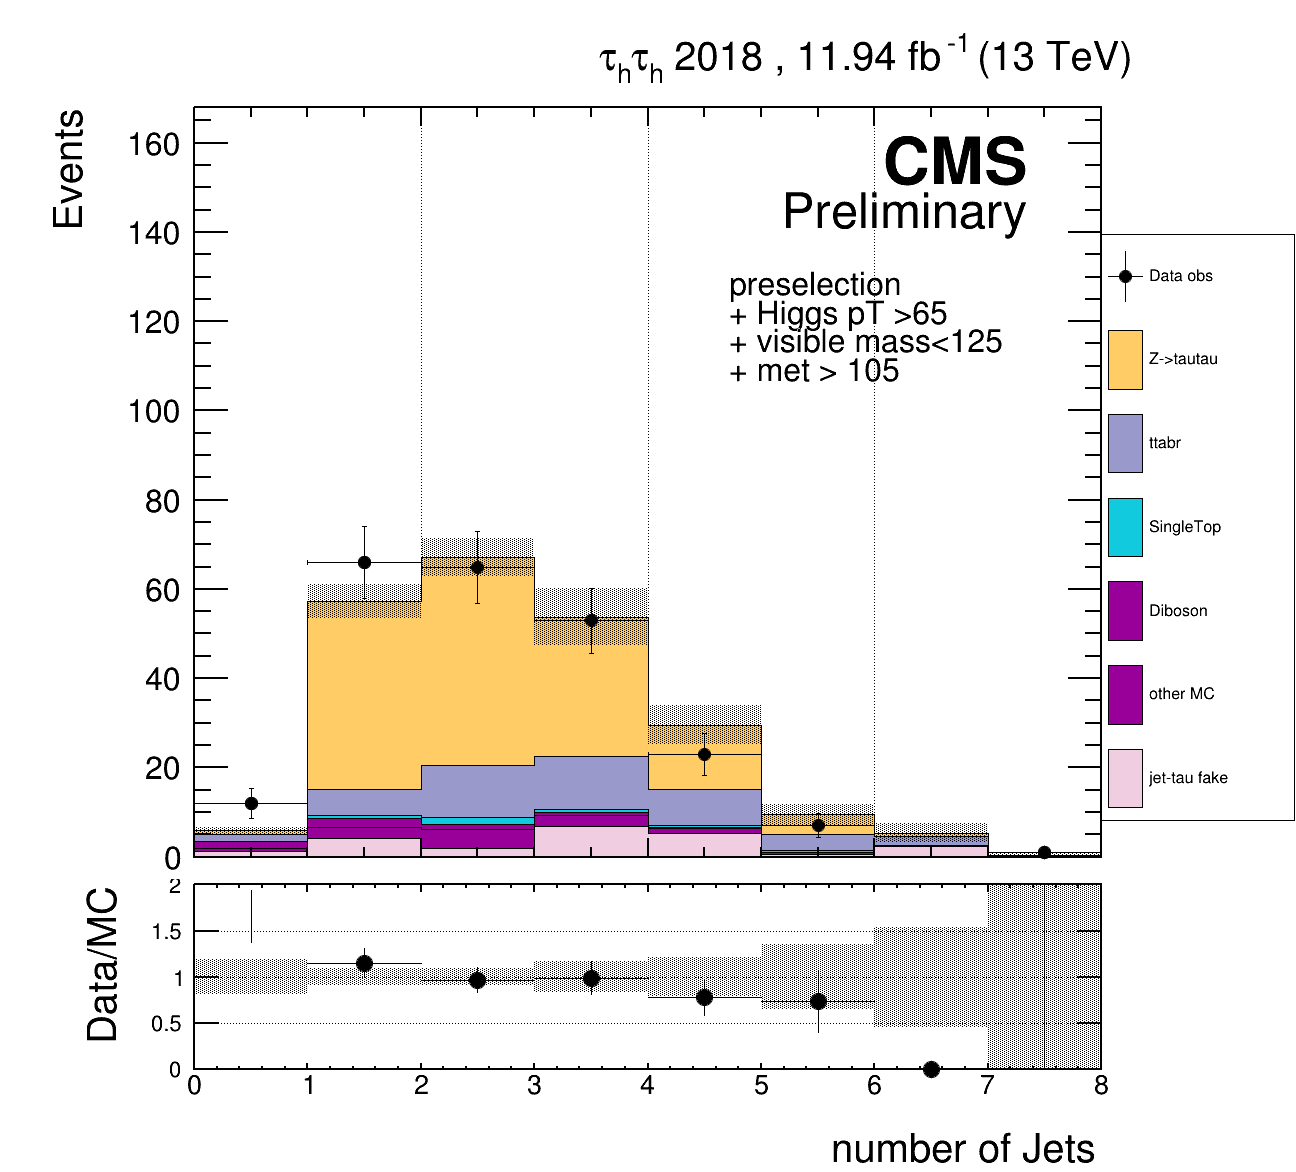 τhτh 2018 , 11.94 fb-1 (13 TeV)
Events
160
140
120
100
80
60
40
20
0
CMS
Preliminary
preselection
+ Higgs pT >65
+ visible mass<125
+ met > 105
Data obs
Z->tautau
ttabr
SingleTop
Diboson
other MC
jet-tau fake
Data/MC
2
1.5
1
0.5
0
0 1 2 3 4 5 6 7 8
number of Jets